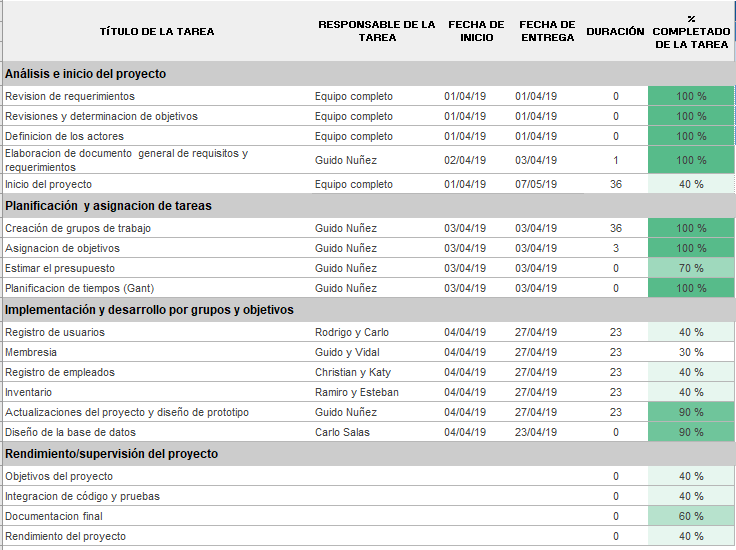 TÍTULO DE LA TAREA RESPONSABLE DE LA TAREA FECHA DE INICIO FECHA DE ENTREGA DURACIÓN % COMPLETADO DE LA TAREA
Análisis e inicio del proyecto
Revision de requerimientos Equipo completo 01/04/19 01/04/19 0 100 %
Revisiones y determinacion de objetivos Equipo completo 01/04/19 01/04/19 0 100 %
Definicion de los actores Equipo completo 01/04/19 01/04/19 0 100 %
Elaboracion de documento general de requisitos y requerimientos Guido Nuñez 02/04/19 03/04/19 1 100 %
Inicio del proyecto Equipo completo 01/04/19 07/05/19 36 40 %
Planificación y asignacion de tareas
Creación de grupos de trabajo Guido Nuñez 03/04/19 03/04/19 36 100 %
Asignacion de objetivos Guido Nuñez 03/04/19 03/04/19 3 100 %
Estimar el presupuesto Guido Nuñez 03/04/19 03/04/19 0 70 %
Planificacion de tiempos (Gant) Guido Nuñez 03/04/19 03/04/19 0 100 %
Implementación y desarrollo por grupos y objetivos
Registro de usuarios Rodrigo y Carlo 04/04/19 27/04/19 23 40 %
Membresia Guido y Vidal 04/04/19 27/04/19 23 30 %
Registro de empleados Christian y Katy 04/04/19 27/04/19 23 40 %
Inventario Ramiro y Esteban 04/04/19 27/04/19 23 40 %
Actualizaciones del proyecto y diseño de prototipo Guido Nuñez 04/04/19 27/04/19 23 90 %
Diseño de la base de datos Carlo Salas 04/04/19 23/04/19 0 90 %
Rendimiento/supervisión del proyecto
Objetivos del proyecto 0 40 %
Integracion de código y pruebas 0 40 %
Documentacion final 0 60 %
Rendimiento del proyecto 0 40 %